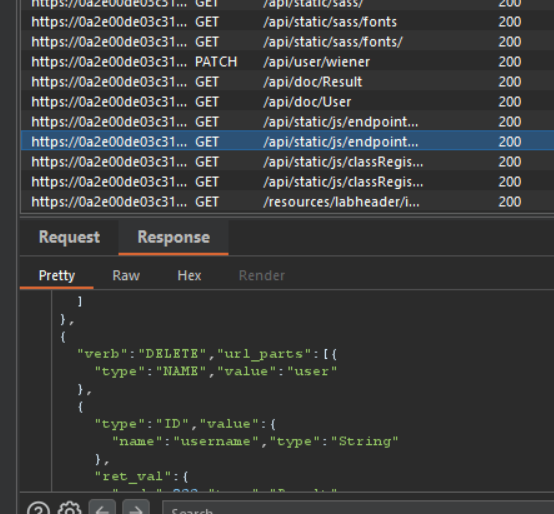 https://0a2e00de03c31... GET /api/static/sass/ 200
https://0a2e00de03c31... GET /api/static/sass/fonts 200
https://0a2e00de03c31... GET /api/static/sass/fonts/ 200
https://0a2e00de03c31... PATCH /api/user/wiener 200
https://0a2e00de03c31... GET /api/doc/Result 200
https://0a2e00de03c31... GET /api/doc/User 200
https://0a2e00de03c31... GET /api/static/js/endpoint... 200
https://0a2e00de03c31... GET /api/static/js/endpoint... 200
https://0a2e00de03c31... GET /api/static/js/classRegis... 200
https://0a2e00de03c31... GET /api/static/js/classRegis... 200
https://0a2e00de03c31... GET /resources/labheader/i... 200
Request Response
Pretty Raw Hex Render
]
},
{
"verb":"DELETE","url_parts":[{
"type":"NAME","value":"user"
},
{
"type":"ID","value":{
"name":"username","type":"String"
},
"ret_val":{
Search